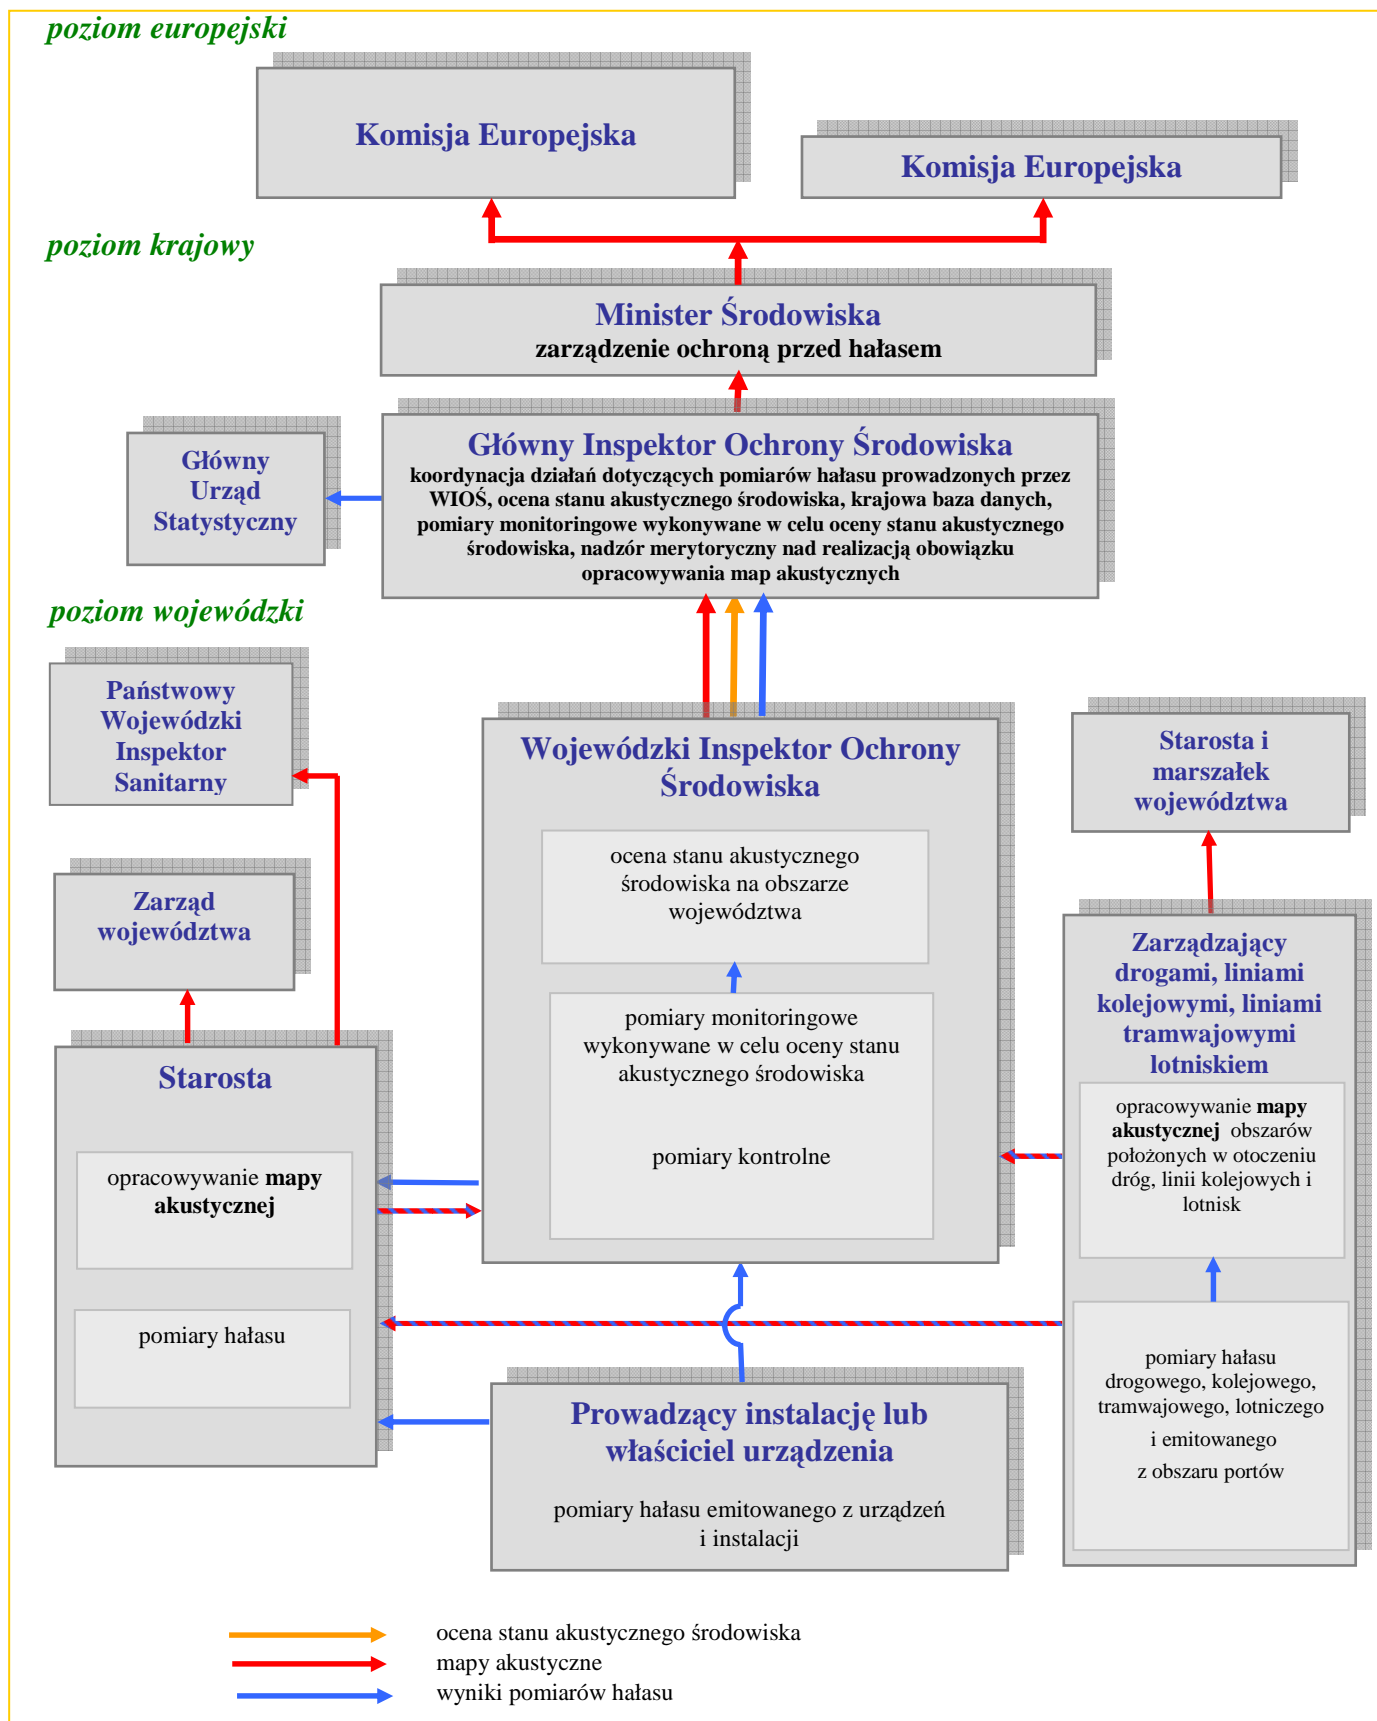 poziom europejski
Komisja Europejska
Komisja Europejska
poziom krajowy
Minister Środowiska
zarządzenie ochroną przed hałasem
Główny Inspektor Ochrony Środowiska
koordynacja działań dotyczących pomiarów hałasu prowadzonych przez
WIOŚ, ocena stanu akustycznego środowiska, krajowa baza danych,
pomiary monitoringowe wykonywane w celu oceny stanu akustycznego
środowiska, nadzór merytoryczny nad realizacją obowiązku
opracowywania map akustycznych
Główny
Urząd
Statystyczny
poziom wojewódzki
Państwowy
Wojewódzki
Inspektor
Sanitarny
Wojewódzki Inspektor Ochrony
Środowiska
ocena stanu akustycznego
środowiska na obszarze
województwa
pomiary monitoringowe
wykonywane w celu oceny stanu
akustycznego środowiska
pomiary kontrolne
Starosta i
marszałek
województwa
Zarząd
województwa
Zarządzający
drogami, liniami
kolejowymi, liniami
tramwajowymi
lotniskiem
opracowywanie mapy
akustycznej obszarów
położonych w otoczeniu
dróg, linii kolejowych i
lotnisk
pomiary hałasu
drogowego, kolejowego,
tramwajowego, lotniczego
i emitowanego
z obszaru portów
Starosta
opracowywanie mapy
akustycznej
pomiary hałasu
Prowadzący instalację lub
właściciel urządzenia
pomiary hałasu emitowanego z urządzeń
i instalacji
ocena stanu akustycznego środowiska
mapy akustyczne
wyniki pomiarów hałasu